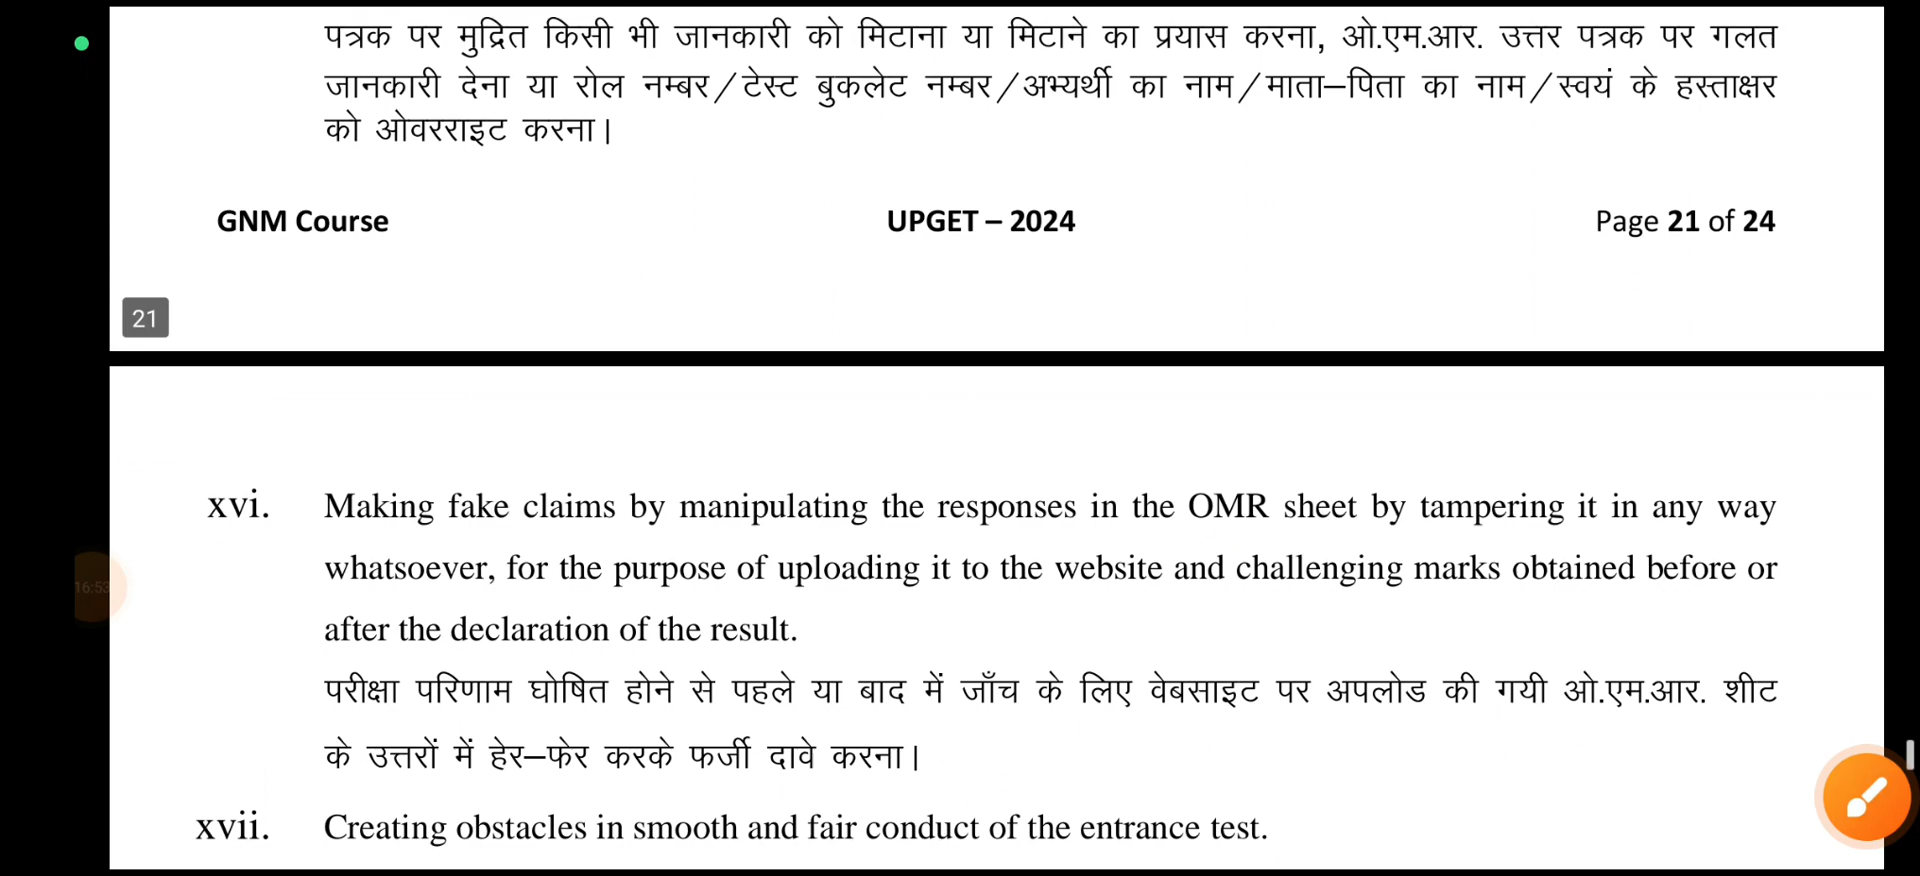 पत्रक पर मुद्रित किसी भी जानकारी को मिटाना या मिटाने का प्रयास करना, ओ.एम.आर. उत्तर पत्रक पर गलत
जानकारी देना या रोल नम्बर/टेस्ट बुकलेट नम्बर/अभ्यर्थी का नाम/माता–पिता का नाम/स्वयं के हस्ताक्षर
को ओवरराइट करना।
GNM Course UPGET – 2024 Page 21 of 24
21
xvi. Making fake claims by manipulating the responses in the OMR sheet by tampering it in any way
whatsoever, for the purpose of uploading it to the website and challenging marks obtained before or
16:53
after the declaration of the result.
परीक्षा परिणाम घोषित होने से पहले या बाद में जाँच के लिए वेबसाइट पर अपलोड की गयी ओ.एम.आर. शीट
के उत्तरों में हेर–फेर करके फर्जी दावे करना।
xvii. Creating obstacles in smooth and fair conduct of the entrance test.